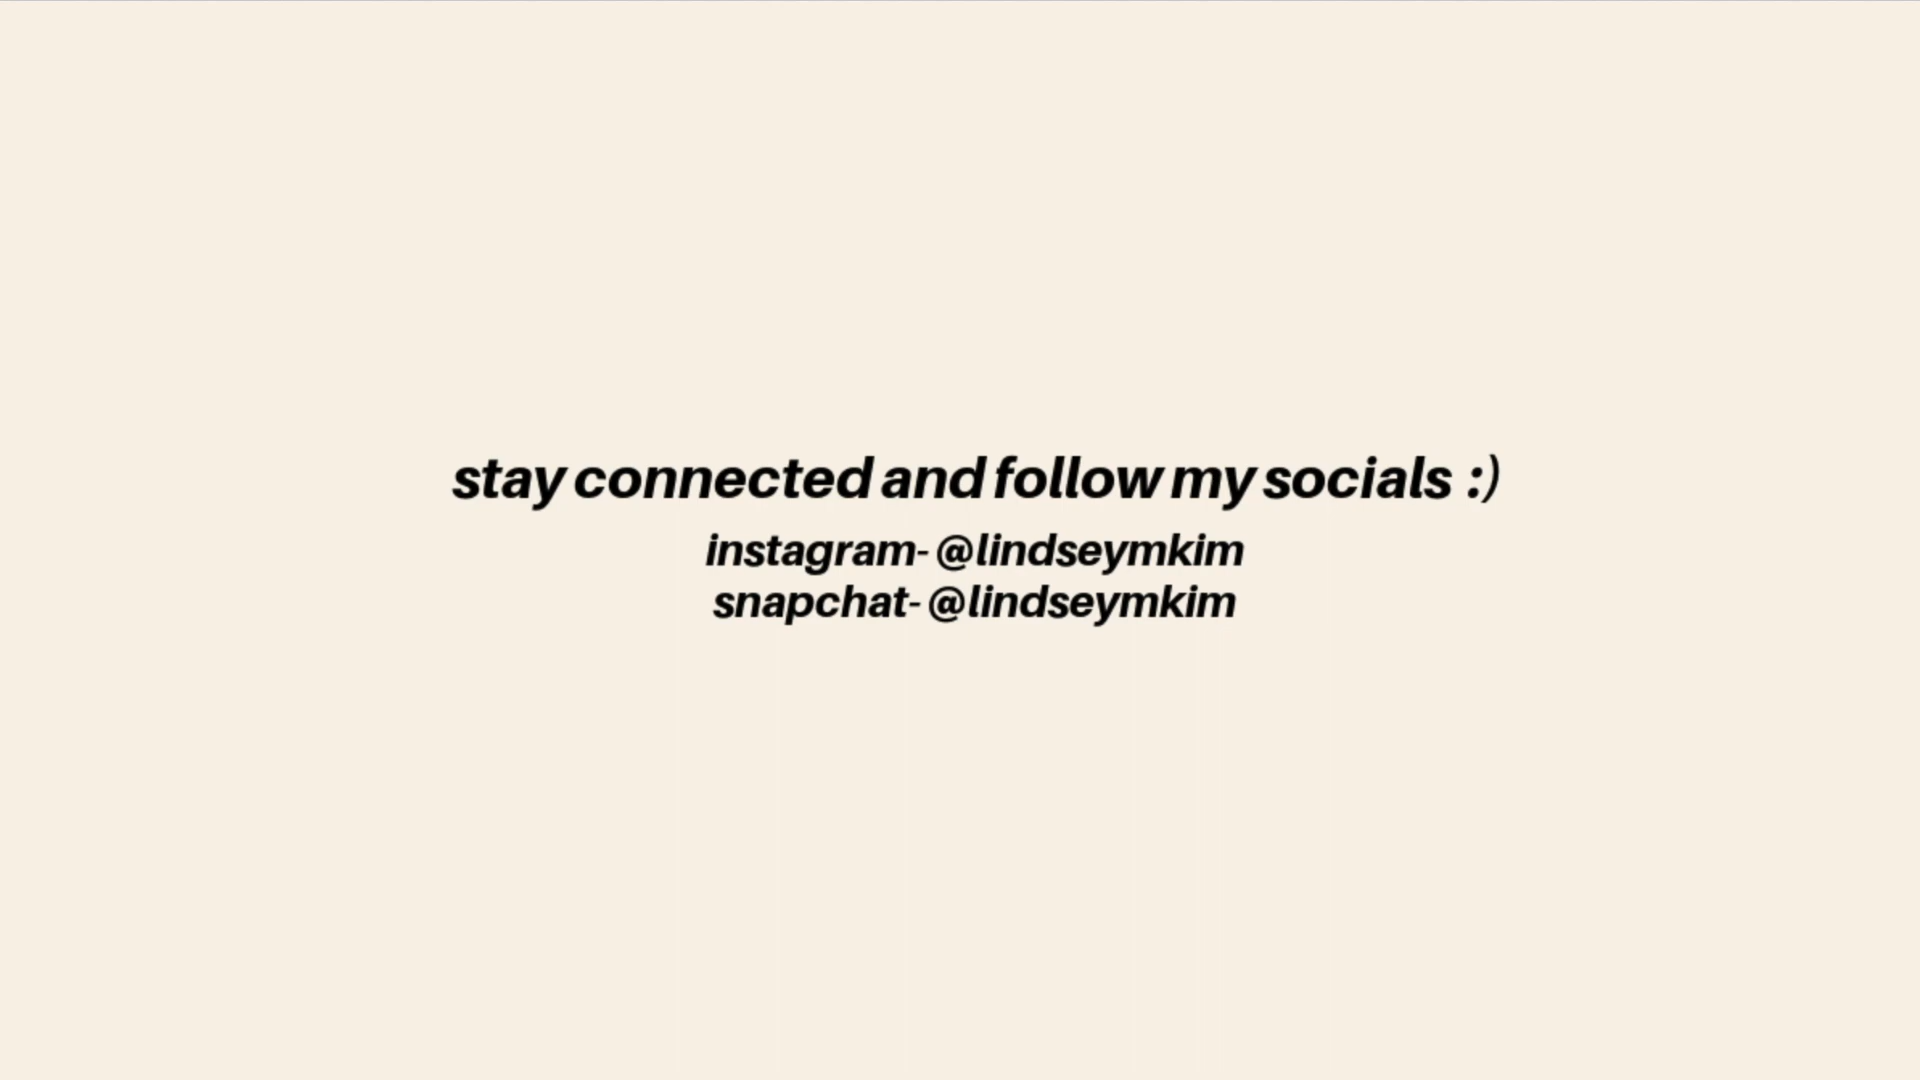 stay connected and follow my socials :)
instagram- @lindseymkim
snapchat- @lindseymkim